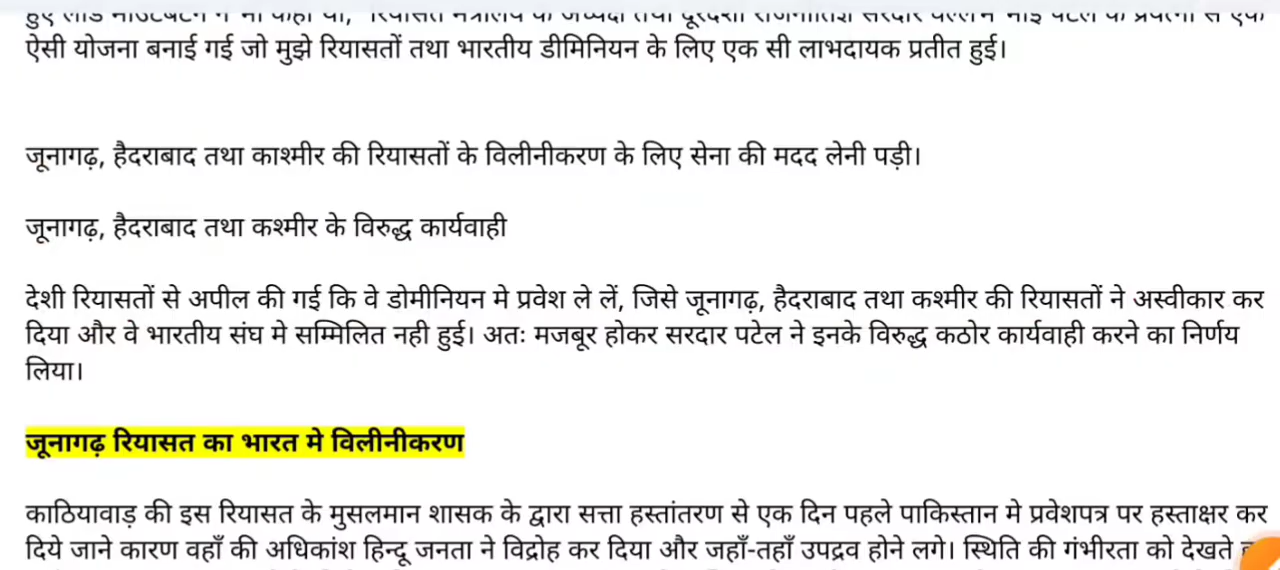 ऐसी योजना बनाई गई जो मुझे रियासतों तथा भारतीय डीमिनियन के लिए एक सी लाभदायक प्रतीत हुई।
जूनागढ़, हैदराबाद तथा काश्मीर की रियासतों के विलीनीकरण के लिए सेना की मदद लेनी पड़ी।
जूनागढ़, हैदराबाद तथा कश्मीर के विरुद्ध कार्यवाही
देशी रियासतों से अपील की गई कि वे डोमीनियन मे प्रवेश ले लें, जिसे जूनागढ़, हैदराबाद तथा कश्मीर की रियासतों ने अस्वीकार कर
दिया और वे भारतीय संघ मे सम्मिलित नही हुई। अतः मजबूर होकर सरदार पटेल ने इनके विरुद्ध कठोर कार्यवाही करने का निर्णय
लिया।
जूनागढ़ रियासत का भारत मे विलीनीकरण
काठियावाड़ की इस रियासत के मुसलमान शासक के द्वारा सत्ता हस्तांतरण से एक दिन पहले पाकिस्तान मे प्रवेशपत्र पर हस्ताक्षर कर
दिये जाने कारण वहाँ की अधिकांश हिन्दू जनता ने विद्रोह कर दिया और जहाँ-तहाँ उपद्रव होने लगे। स्थिति की गंभीरता को देखते